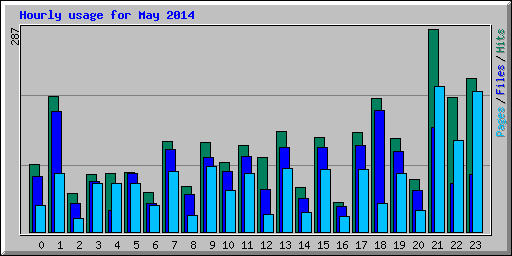 Hourly usage for May 2014
287
Pages / Files / Hits
0 1 2 3 4 5 6 7 8 9 10 11 12 13 14 15 16 17 18 19 20 21 22 23